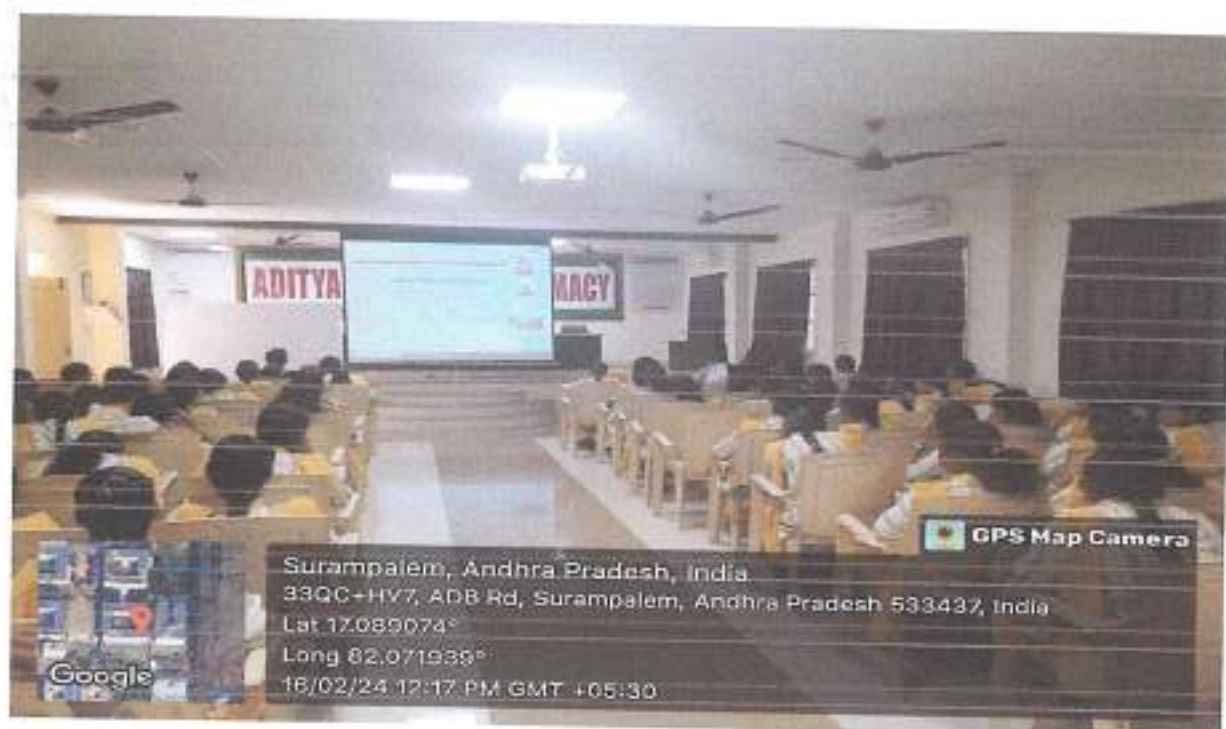 ADITYA
MACY
GPS Map Camera
Surampalem, Andhra Pradesh, India
33QC+HV7, ADB Rd, Surampalem, Andhra Pradesh 533437, India
Lat 17.089074°
Long 82.071939°
16/02/24 12:17 PM GMT +05:30
Google